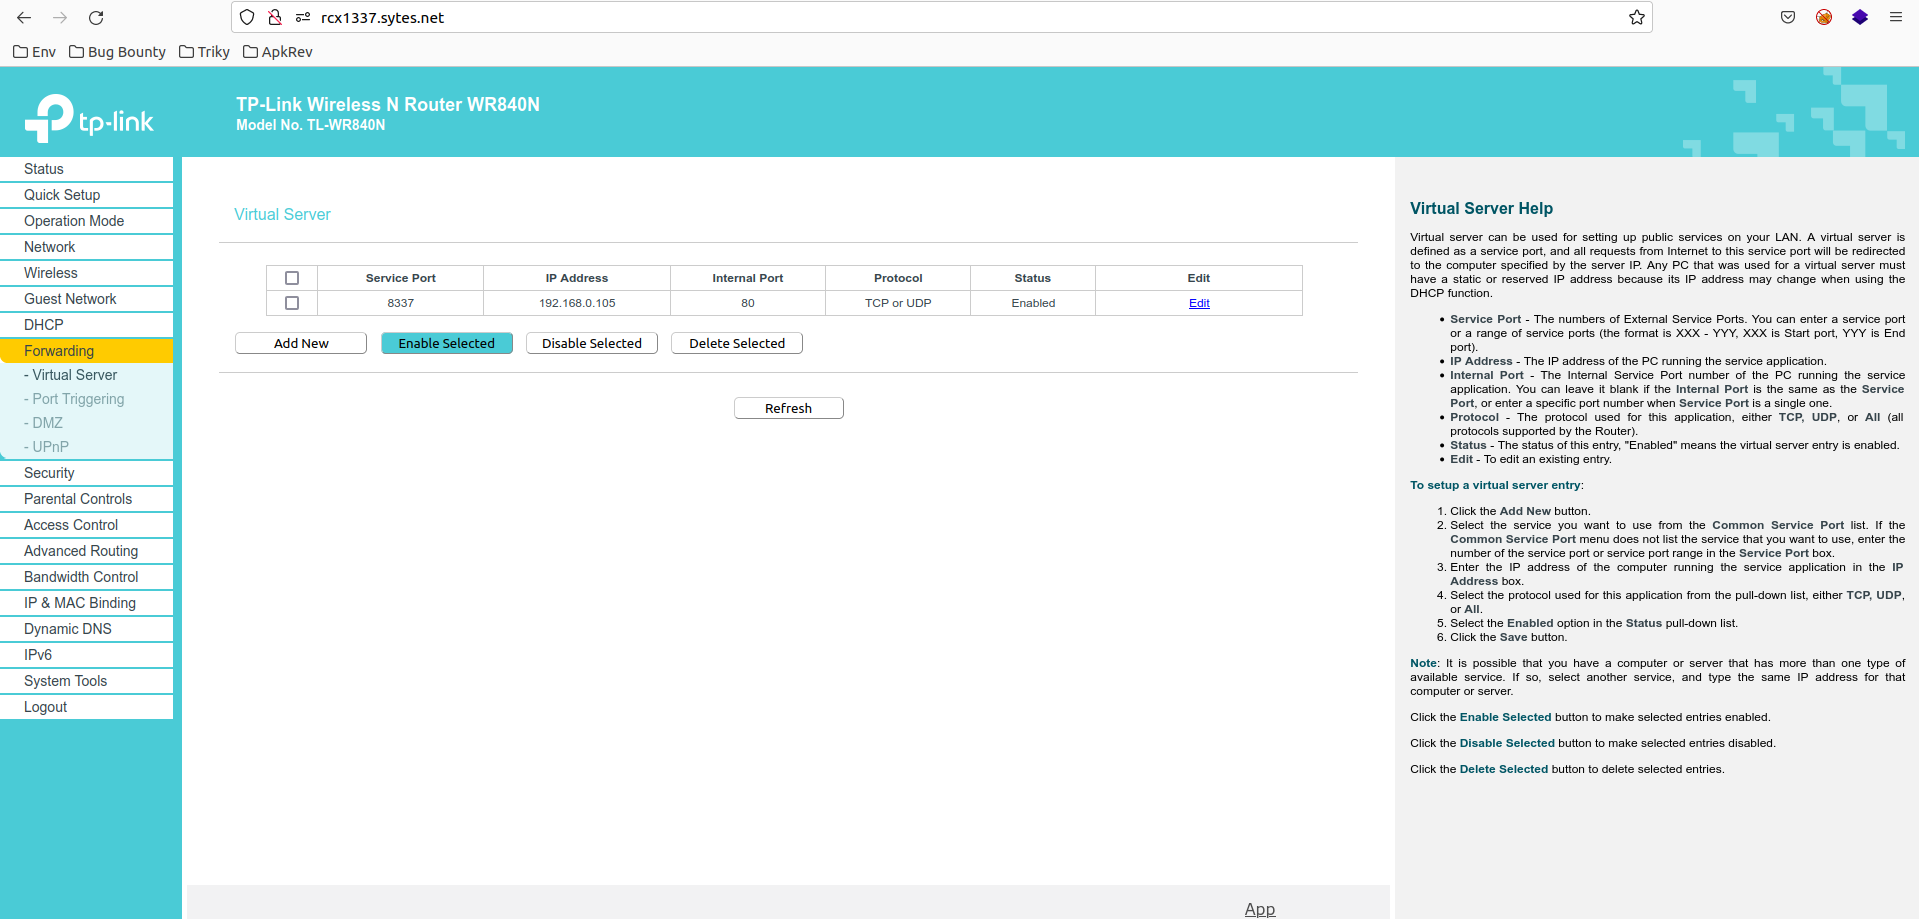 rcx1337.sytes.net
Env Bug Bounty Triky ApkRev
tp-link
TP-Link Wireless N Router WR840N
Model No. TL-WR840N
Status
Quick Setup
Operation Mode
Network
Wireless
Guest Network
DHCP
Forwarding
- Virtual Server
- Port Triggering
- DMZ
- UPnP
Security
Parental Controls
Access Control
Advanced Routing
Bandwidth Control
IP & MAC Binding
Dynamic DNS
IPv6
System Tools
Logout
Virtual Server
Service Port IP Address Internal Port Protocol Status Edit
8337 192.168.0.105 80 TCP or UDP Enabled Edit
Add New Enable Selected Disable Selected Delete Selected
Refresh
App
Virtual Server Help
Virtual server can be used for setting up public services on your LAN. A virtual server is
defined as a service port, and all requests from Internet to this service port will be redirected
to the computer specified by the server IP. Any PC that was used for a virtual server must
have a static or reserved IP address because its IP address may change when using the
DHCP function.
• Service Port - The numbers of External Service Ports. You can enter a service port
or a range of service ports (the format is XXX - YYY, XXX is Start port, YYY is End
port).
• IP Address - The IP address of the PC running the service application.
• Internal Port - The Internal Service Port number of the PC running the service
application. You can leave it blank if the Internal Port is the same as the Service
Port, or enter a specific port number when Service Port is a single one.
• Protocol - The protocol used for this application, either TCP, UDP, or All (all
protocols supported by the Router).
• Status - The status of this entry, "Enabled" means the virtual server entry is enabled.
• Edit - To edit an existing entry.
To setup a virtual server entry:
1. Click the Add New button.
2. Select the service you want to use from the Common Service Port list. If the
Common Service Port menu does not list the service that you want to use, enter the
number of the service port or service port range in the Service Port box.
3. Enter the IP address of the computer running the service application in the IP
Address box.
4. Select the protocol used for this application from the pull-down list, either TCP, UDP,
or All.
5. Select the Enabled option in the Status pull-down list.
6. Click the Save button.
Note: It is possible that you have a computer or server that has more than one type of
available service. If so, select another service, and type the same IP address for that
computer or server.
Click the Enable Selected button to make selected entries enabled.
Click the Disable Selected button to make selected entries disabled.
Click the Delete Selected button to delete selected entries.